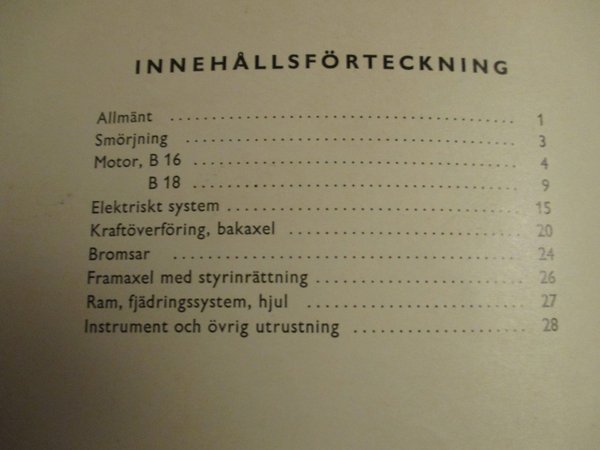 INNEHÅLLSFÖRTECKNING
Allmänt .................................................. 1
Smörjning ................................................ 3
Motor, B 16 .............................................. 4
B 18 .............................................. 9
Elektriskt system ........................................ 15
Kraftöverföring, bakaxel ................................. 20
Bromsar .................................................. 24
Framaxel med styrinrättning .............................. 26
Ram, fjädringssystem, hjul ............................... 27
Instrument och övrig utrustning .......................... 28